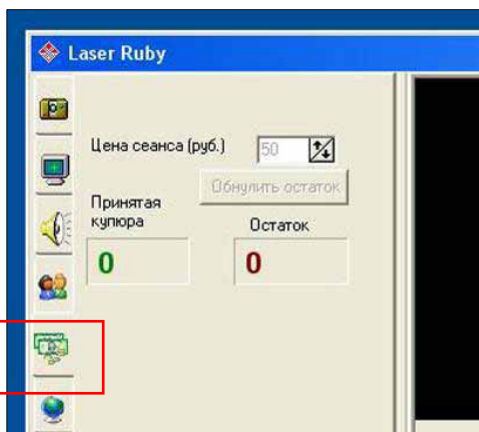 Laser Ruby
Цена сеанса (руб.) 50
Обнулить остаток
Принятая
купюра
Остаток
0
0